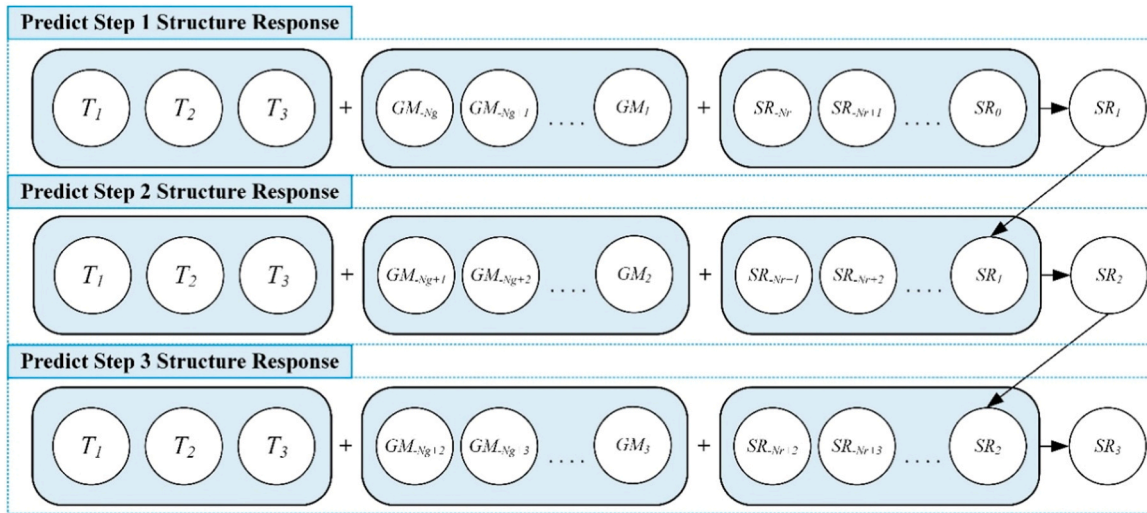 Predict Step 1 Structure Response
T₁ T₂ T₃ + GM₋Ng GM₋Ng+1 .... GM₁ + SR₋Nr SR₋Nr+1 .... SR₀ SR₁
Predict Step 2 Structure Response
T₁ T₂ T₃ + GM₋Ng+1 GM₋Ng+2 .... GM₂ + SR₋Nr+1 SR₋Nr+2 .... SR₁ SR₂
Predict Step 3 Structure Response
T₁ T₂ T₃ + GM₋Ng+2 GM₋Ng+3 .... GM₃ + SR₋Nr+2 SR₋Nr+3 .... SR₂ SR₃